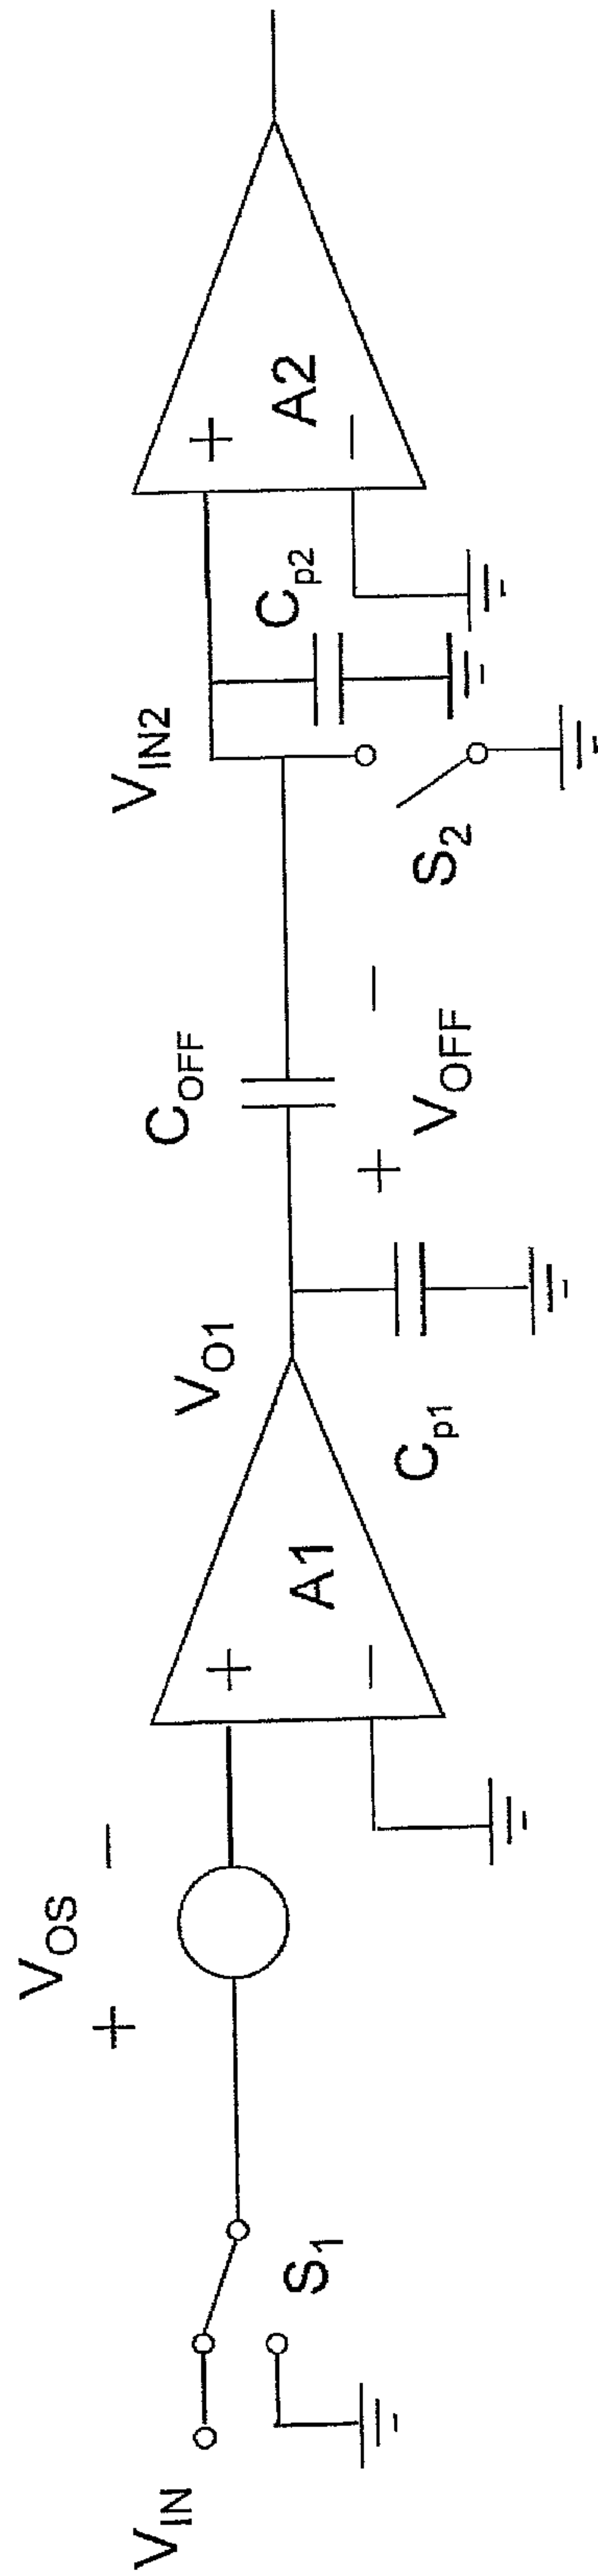 V_IN
S_1
+ V_OS −
+
−
A1
V_O1
C_p1
C_OFF
+ V_OFF −
V_IN2
S_2
C_p2
+
−
A2